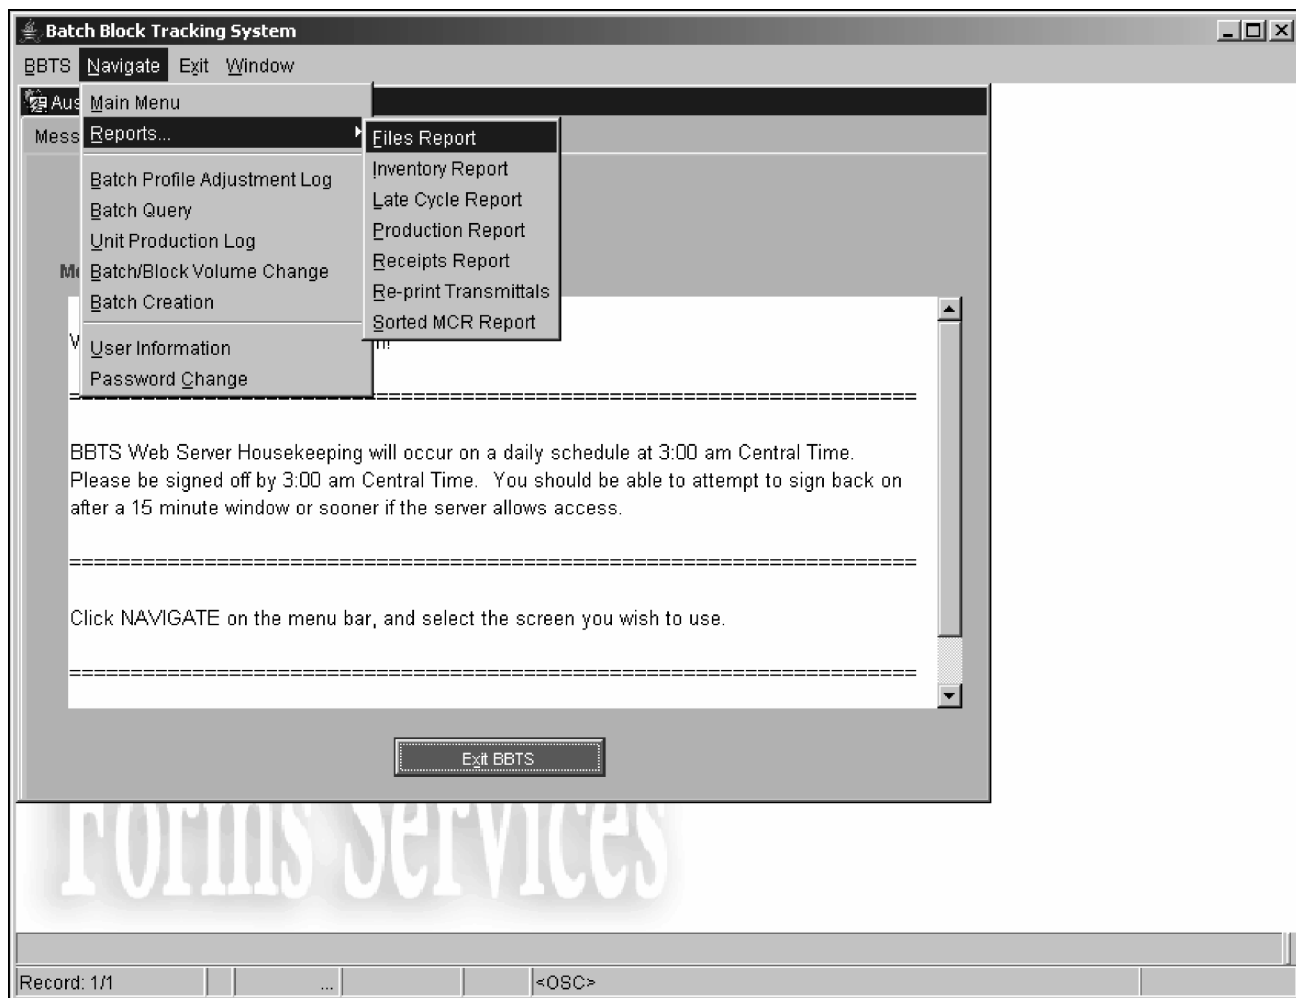 Batch Block Tracking System
BBTS Navigate Exit Window
Aus
Main Menu
Mess
Reports...
Files Report
Inventory Report
Batch Profile Adjustment Log
Late Cycle Report
Batch Query
Production Report
Unit Production Log
Receipts Report
Batch/Block Volume Change
Re-print Transmittals
Batch Creation
Sorted MCR Report
User Information
Password Change
================================================================
BBTS Web Server Housekeeping will occur on a daily schedule at 3:00 am Central Time.
Please be signed off by 3:00 am Central Time. You should be able to attempt to sign back on
after a 15 minute window or sooner if the server allows access.
================================================================
Click NAVIGATE on the menu bar, and select the screen you wish to use.
================================================================
Exit BBTS
Forms Services
Record: 1/1 ... <OSC>